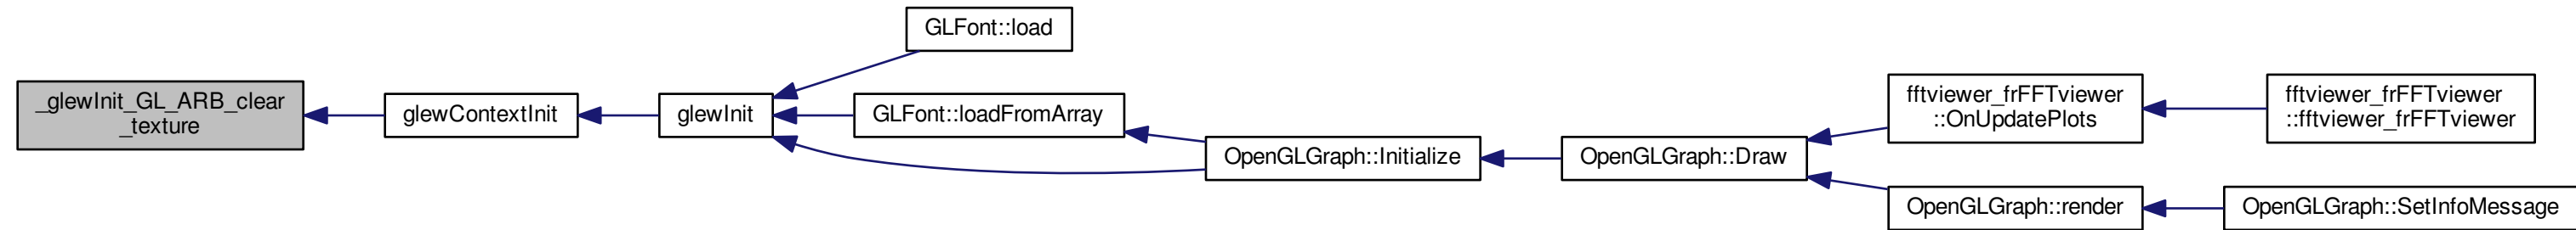 _glewInit_GL_ARB_clear
_texture
glewContextInit
glewInit
GLFont::load
GLFont::loadFromArray
OpenGLGraph::Initialize
OpenGLGraph::Draw
fftviewer_frFFTviewer
::OnUpdatePlots
fftviewer_frFFTviewer
::fftviewer_frFFTviewer
OpenGLGraph::render
OpenGLGraph::SetInfoMessage